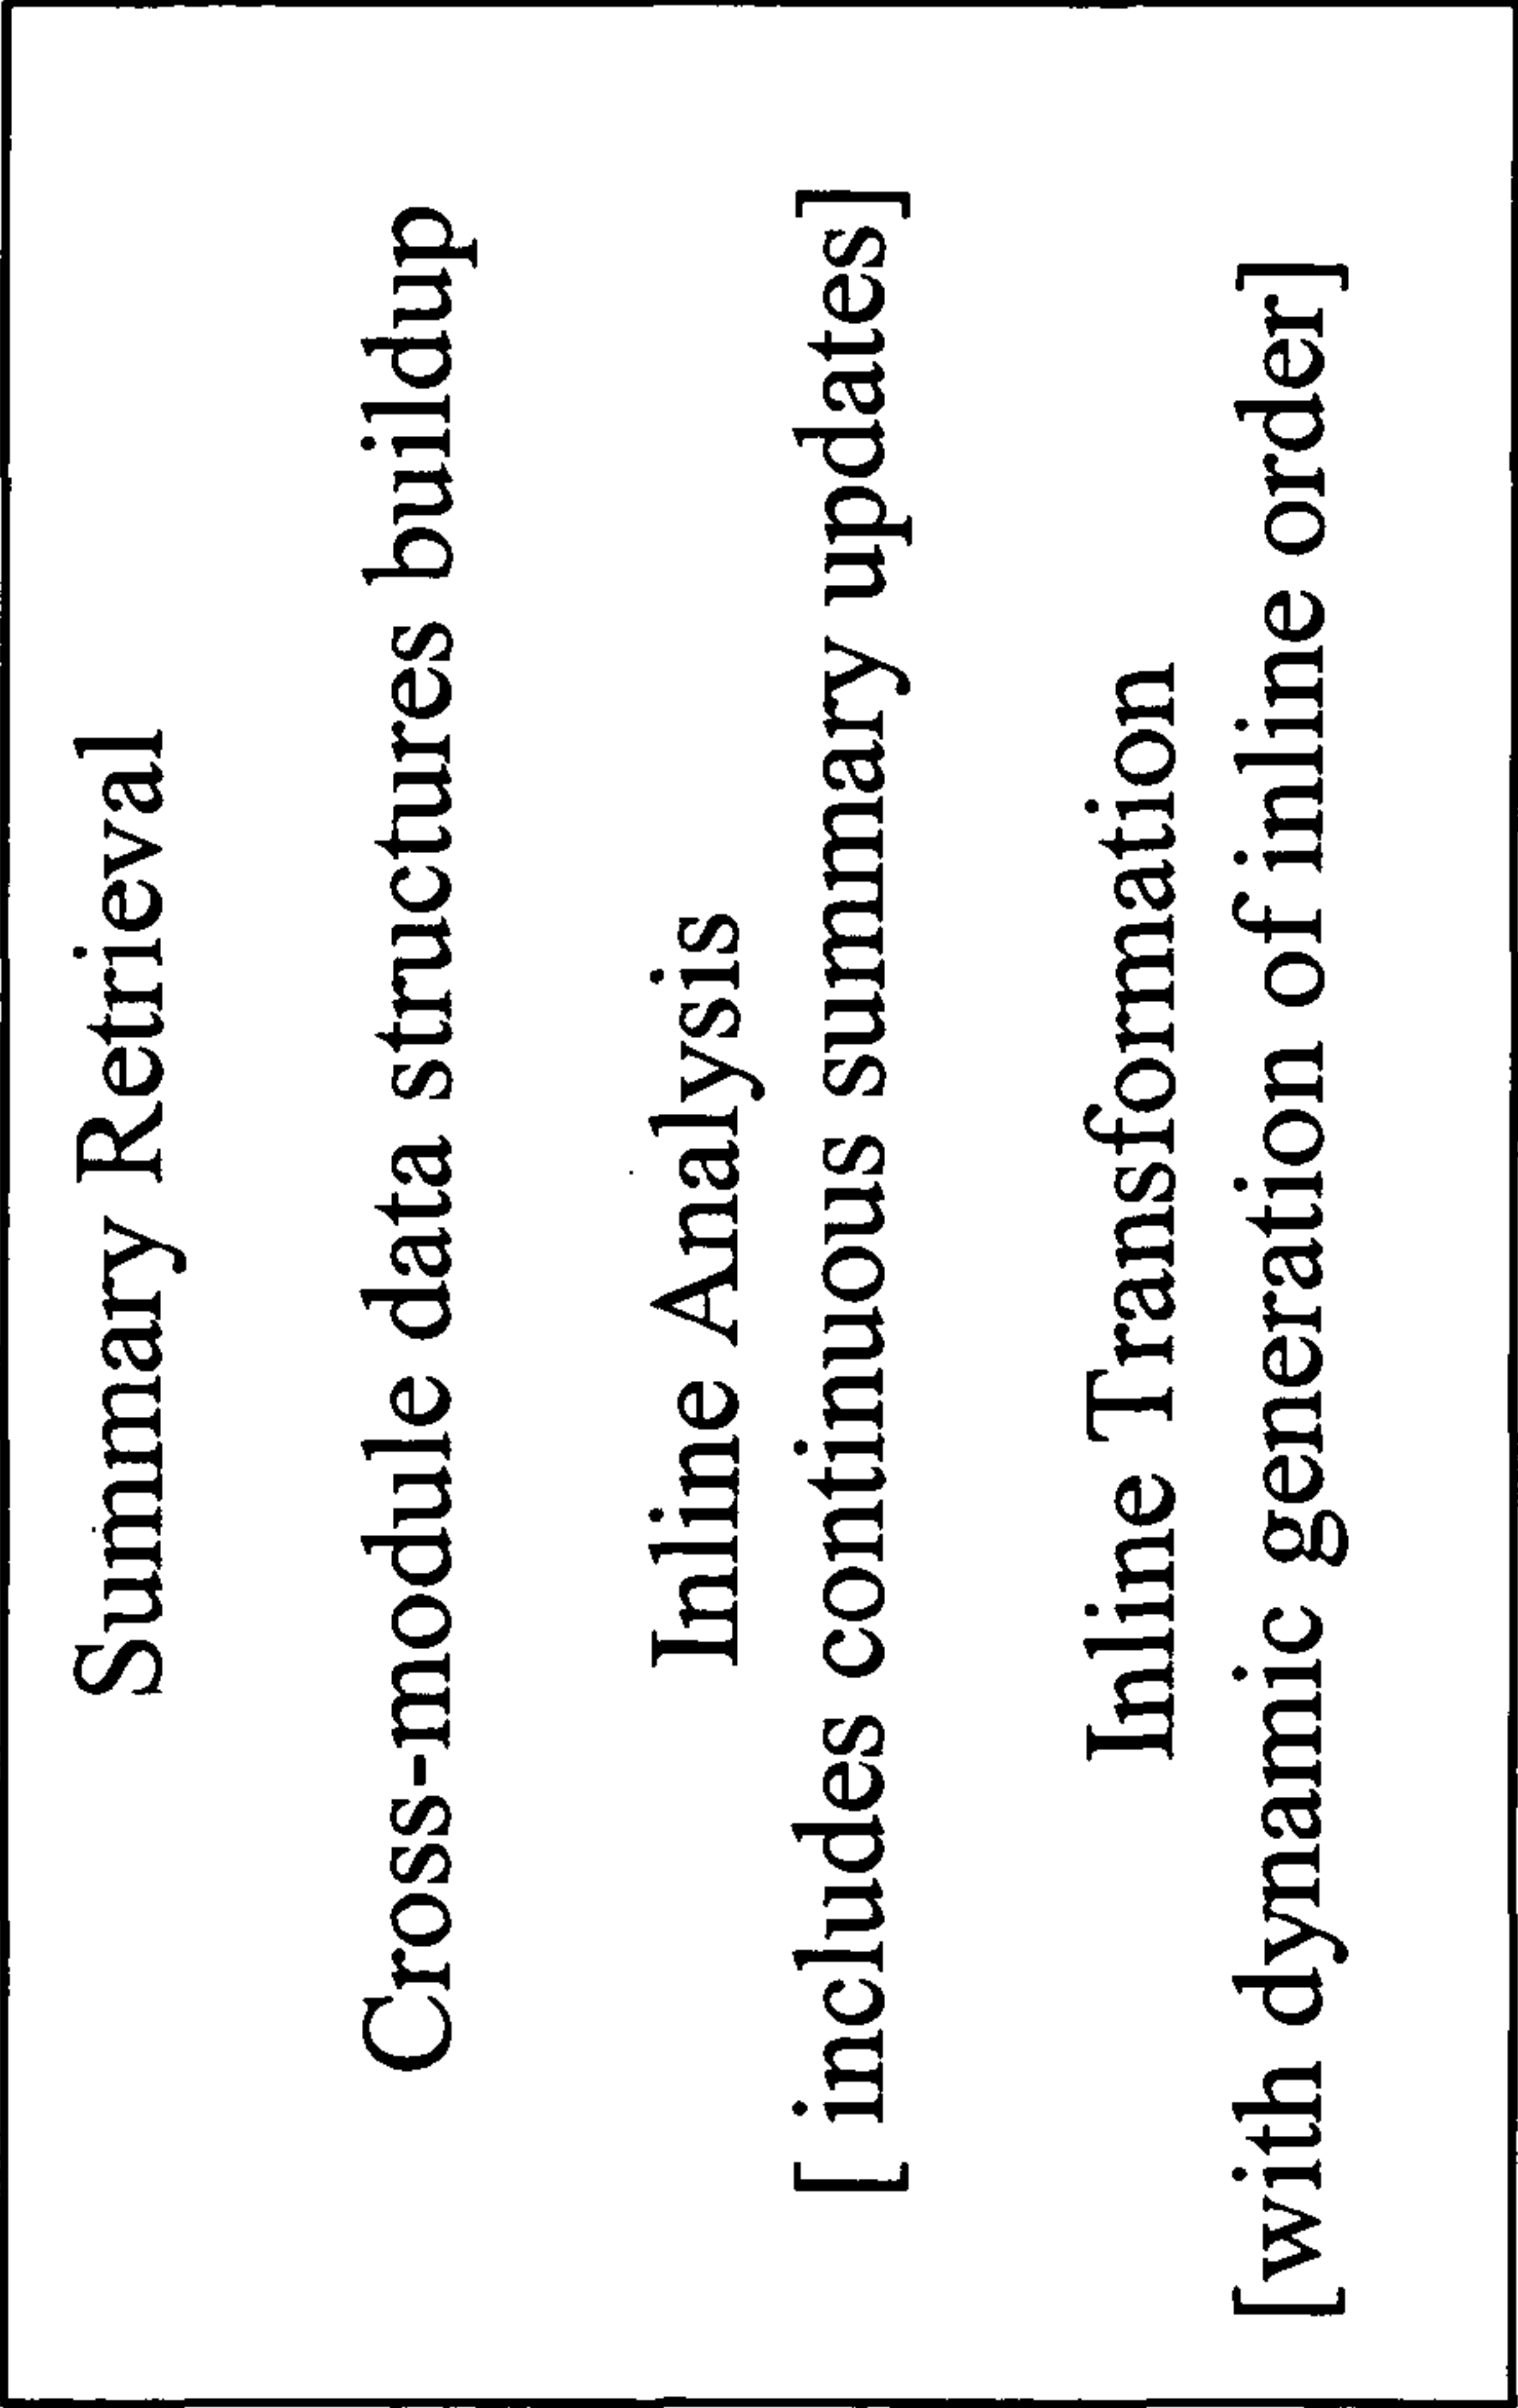 Summary Retrieval
Cross-module data structures buildup
Inline Analysis
[ includes continuous summary updates]
Inline Transformation
[with dynamic generation of inline order]